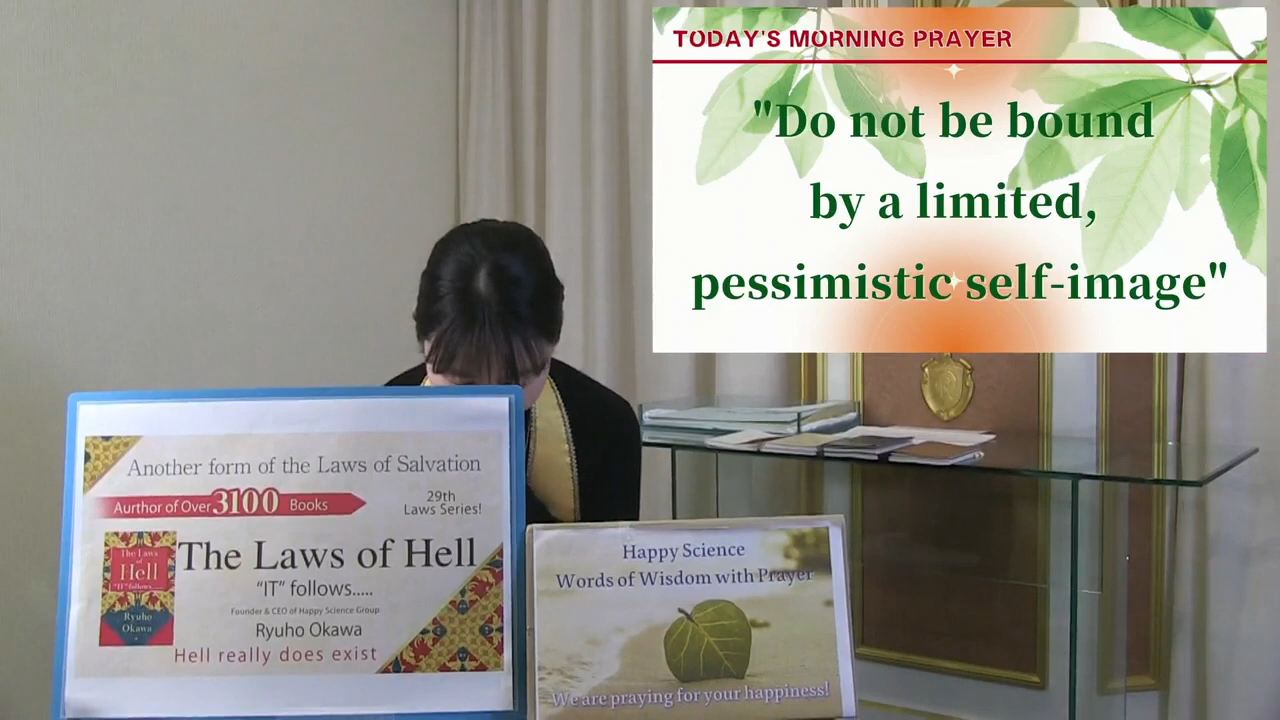 TODAY'S MORNING PRAYER
"Do not be bound
by a limited,
pessimistic self-image"
Another form of the Laws of Salvation
Aurthor of Over 3100 Books
29th
Laws Series!
The Laws of Hell
"IT" follows.....
Founder & CEO of Happy Science Group
Ryuho Okawa
Hell really does exist
The Laws
of
Hell
"IT" follows.....
Ryuho
Okawa
Happy Science
Words of Wisdom with Prayer
We are praying for your happiness!